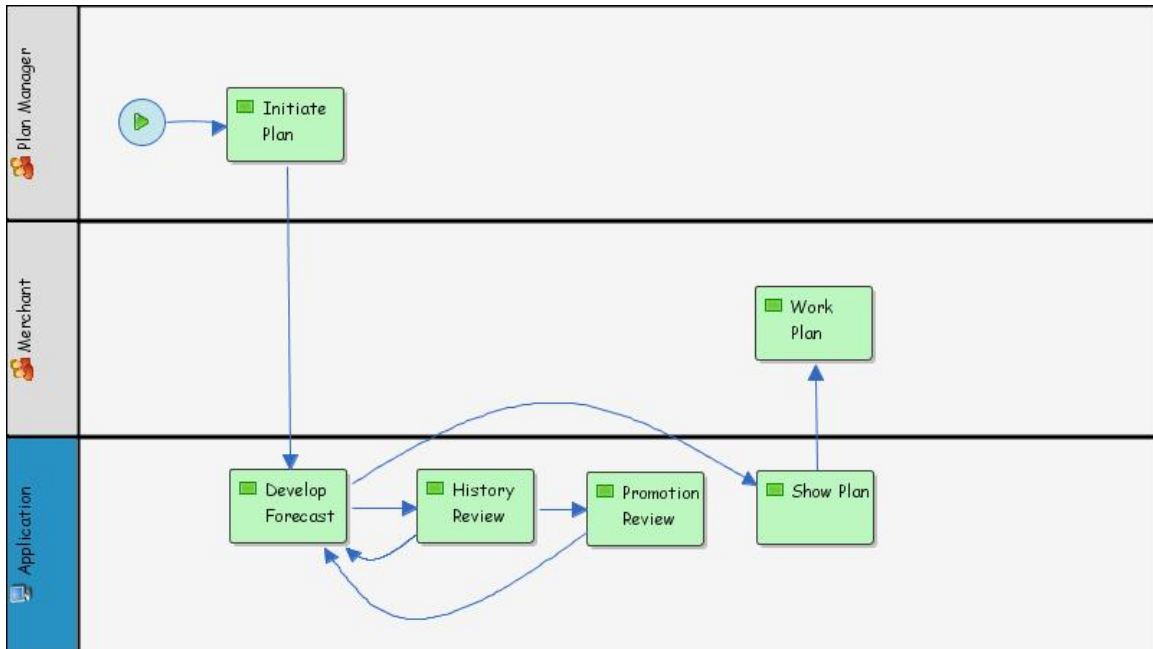 Plan Manager
Initiate
Plan
Merchant
Work
Plan
Application
Develop
Forecast
History
Review
Promotion
Review
Show Plan